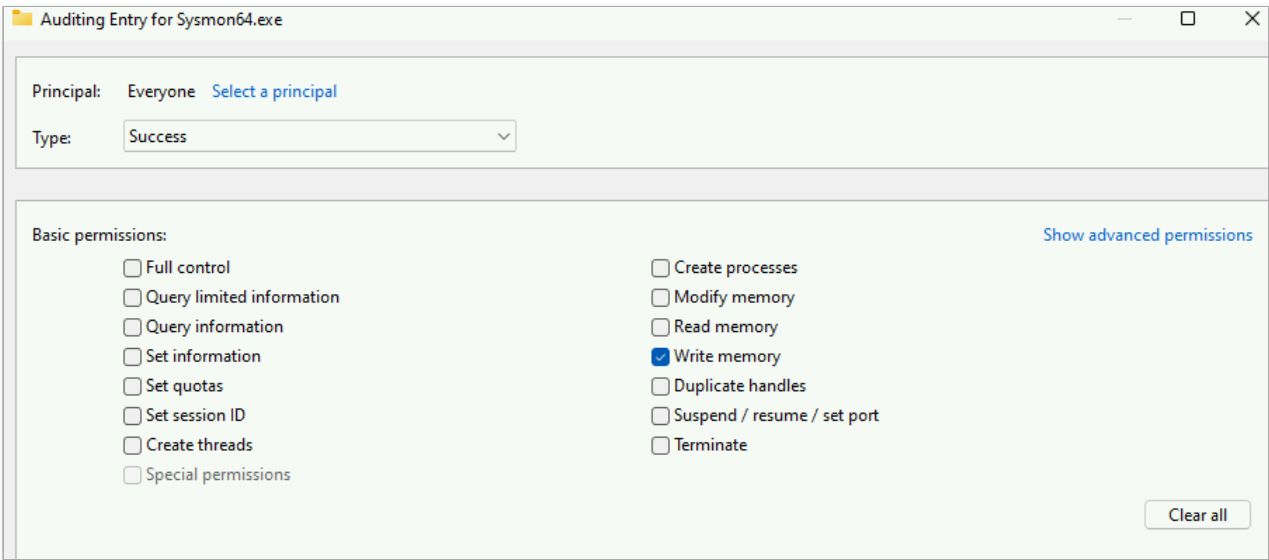 Auditing Entry for Sysmon64.exe
Principal: Everyone Select a principal
Type: Success
Basic permissions: Show advanced permissions
Full control Create processes
Query limited information Modify memory
Query information Read memory
Set information Write memory
Set quotas Duplicate handles
Set session ID Suspend / resume / set port
Create threads Terminate
Special permissions
Clear all